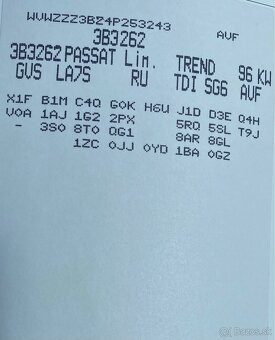 WVWZZZ3BZ4P253243 AVF
3B3262
3B3262 PASSAT Lim. TREND 96 KW
GVS LA7S RU TDI SG6 AVF
X1F B1M C4Q G0K H6U J1D D3E Q4H
V0A 1AJ 1G2 2PX 5RQ 5SL T9J
- 3S0 8T0 QG1 8AR 8GL
1ZC 0JJ 0YD 1BA 0GZ
Bazos.sk